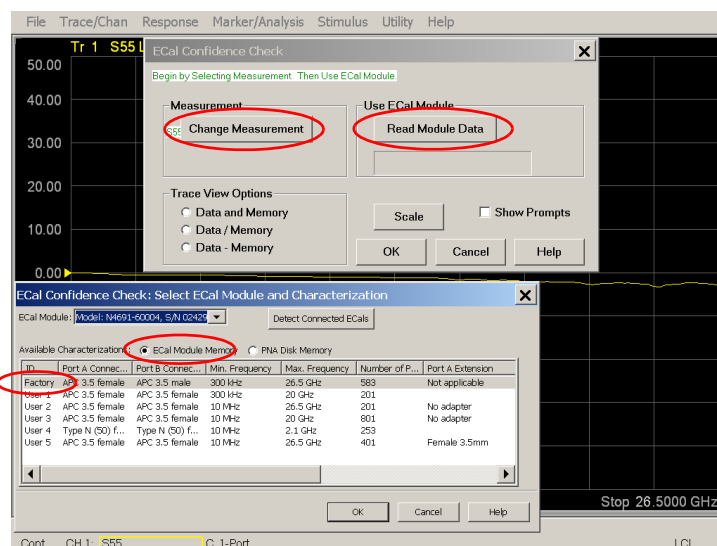 File Trace/Chan Response Marker/Analysis Stimulus Utility Help
Tr 1 S55 L
50.00
40.00
30.00
20.00
10.00
0.00
ECal Confidence Check
Begin by Selecting Measurement. Then Use ECal Module.
Measurement
S55 Change Measurement
Use ECal Module
Read Module Data
Trace View Options
Data and Memory
Data / Memory
Data - Memory
Scale
Show Prompts
OK Cancel Help
ECal Confidence Check: Select ECal Module and Characterization
ECal Module: Model: N4691-60004, S/N 02429
Detect Connected ECals
Available Characterizations: ECal Module Memory PNA Disk Memory
ID Port A Connec... Port B Connec... Min. Frequency Max. Frequency Number of P... Port A Extension
Factory APC 3.5 female APC 3.5 male 300 kHz 26.5 GHz 583 Not applicable
User 1 APC 3.5 female APC 3.5 female 300 kHz 20 GHz 201
User 2 APC 3.5 female APC 3.5 female 10 MHz 26.5 GHz 201 No adapter
User 3 APC 3.5 female APC 3.5 female 10 MHz 20 GHz 801 No adapter
User 4 Type N (50) f... Type N (50) f... 10 MHz 2.1 GHz 253
User 5 APC 3.5 female APC 3.5 female 10 MHz 26.5 GHz 401 Female 3.5mm
OK Cancel Help
Stop 26.5000 GHz
Cont. CH 1: S55 C 1-Port LCL